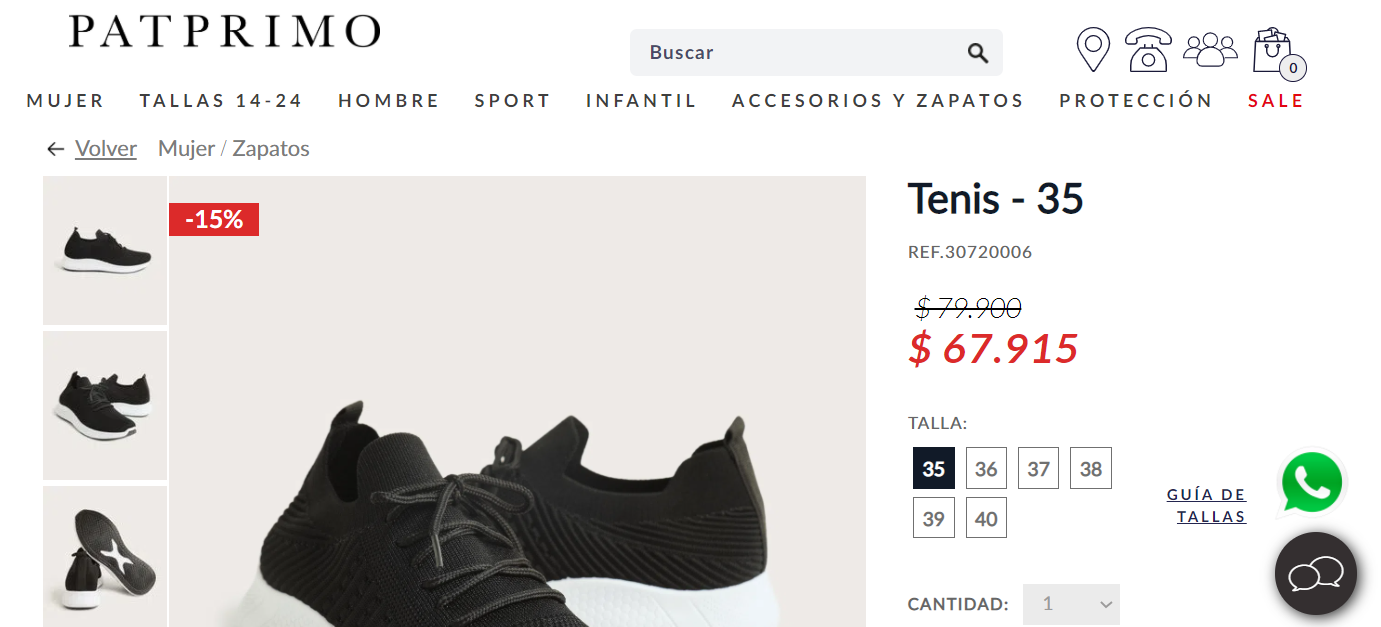 PATPRIMO
Buscar
0
MUJER TALLAS 14-24 HOMBRE SPORT INFANTIL ACCESORIOS Y ZAPATOS PROTECCIÓN SALE
Volver Mujer / Zapatos
-15%
Tenis - 35
REF.30720006
$ 79.900
$ 67.915
TALLA:
35 36 37 38
39 40
GUÍA DE
TALLAS
CANTIDAD: 1